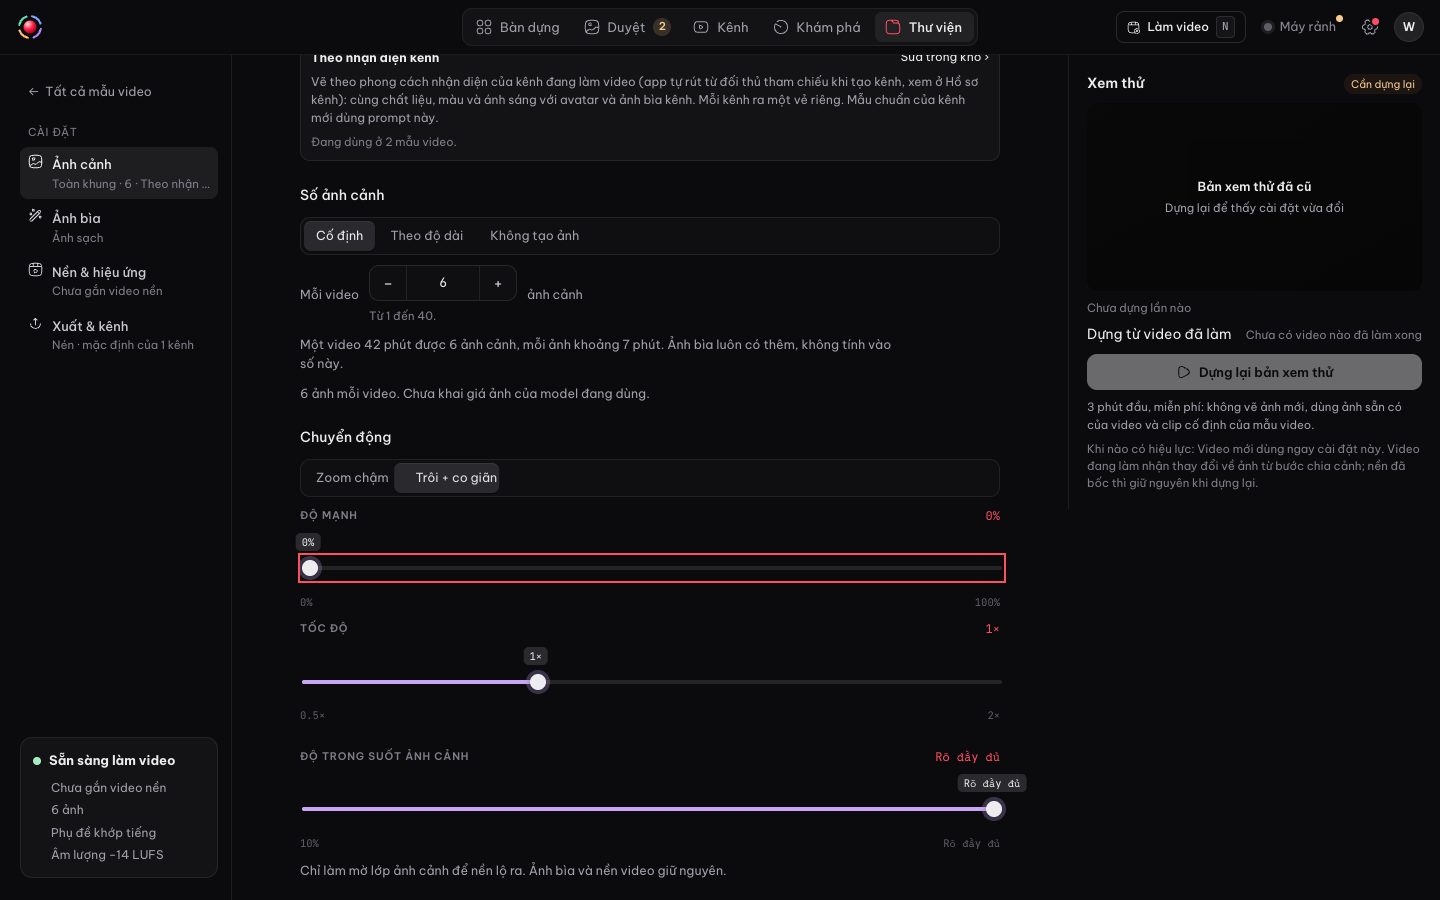 Bàn dựng
Duyệt 2
Kênh
Khám phá
Thư viện
Làm video N
Máy rảnh
W
← Tất cả mẫu video
CÀI ĐẶT
Ảnh cảnh
Toàn khung · 6 · Theo nhận ...
Ảnh bìa
Ảnh sạch
Nền & hiệu ứng
Chưa gắn video nền
Xuất & kênh
Nén · mặc định của 1 kênh
Sẵn sàng làm video
Chưa gắn video nền
6 ảnh
Phụ đề khớp tiếng
Âm lượng -14 LUFS
Theo nhận diện kênh
Sửa trong kho ›
Vẽ theo phong cách nhận diện của kênh đang làm video (app tự rút từ đối thủ tham chiếu khi tạo kênh, xem ở Hồ sơ
kênh): cùng chất liệu, màu và ánh sáng với avatar và ảnh bìa kênh. Mỗi kênh ra một vẻ riêng. Mẫu chuẩn của kênh
mới dùng prompt này.
Đang dùng ở 2 mẫu video.
Số ảnh cảnh
Cố định
Theo độ dài
Không tạo ảnh
Mỗi video − 6 + ảnh cảnh
Từ 1 đến 40.
Một video 42 phút được 6 ảnh cảnh, mỗi ảnh khoảng 7 phút. Ảnh bìa luôn có thêm, không tính vào
số này.
6 ảnh mỗi video. Chưa khai giá ảnh của model đang dùng.
Chuyển động
Zoom chậm
Trôi + co giãn
ĐỘ MẠNH 0%
0%
0% 100%
TỐC ĐỘ 1×
1×
0.5× 2×
ĐỘ TRONG SUỐT ẢNH CẢNH Rõ đầy đủ
Rõ đầy đủ
10% Rõ đầy đủ
Chỉ làm mờ lớp ảnh cảnh để nền lộ ra. Ảnh bìa và nền video giữ nguyên.
Xem thử
Cần dựng lại
Bản xem thử đã cũ
Dựng lại để thấy cài đặt vừa đổi
Chưa dựng lần nào
Dựng từ video đã làm
Chưa có video nào đã làm xong
Dựng lại bản xem thử
3 phút đầu, miễn phí: không vẽ ảnh mới, dùng ảnh sẵn có
của video và clip cố định của mẫu video.
Khi nào có hiệu lực: Video mới dùng ngay cài đặt này. Video
đang làm nhận thay đổi về ảnh từ bước chia cảnh; nền đã
bốc thì giữ nguyên khi dựng lại.